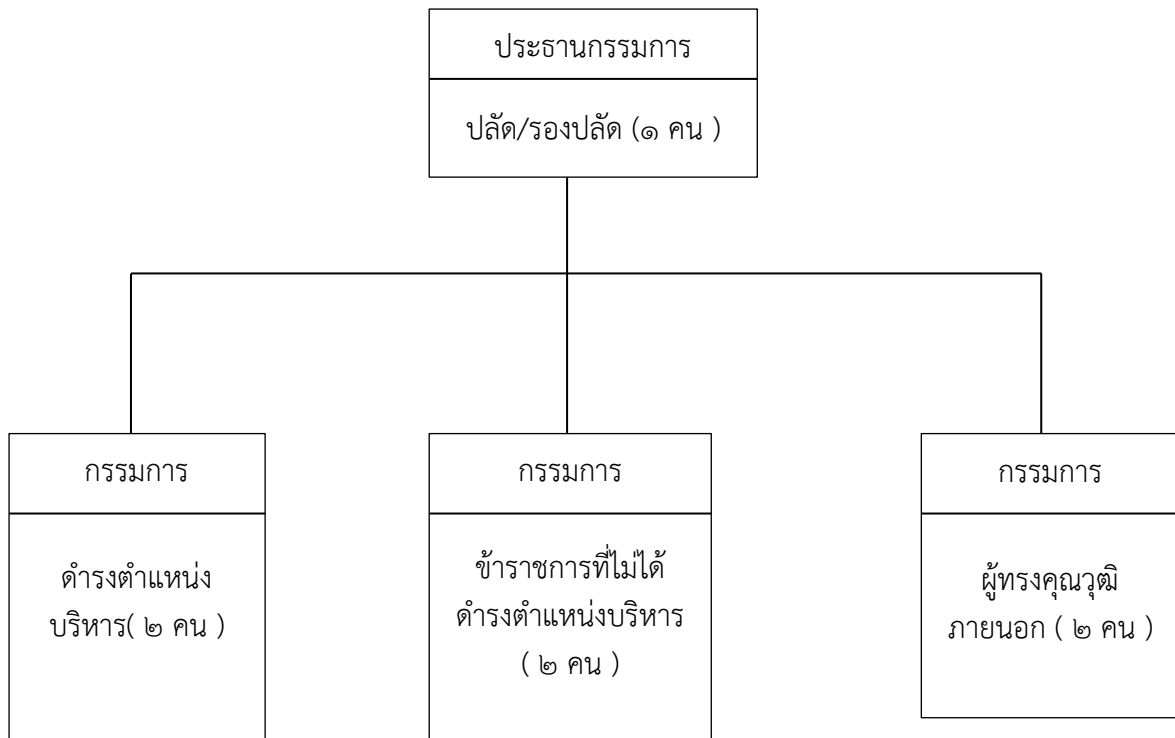 ประธานกรรมการ
ปลัด/รองปลัด (๑ คน )
กรรมการ
ดำรงตำแหน่ง
บริหาร( ๒ คน )
กรรมการ
ข้าราชการที่ไม่ได้
ดำรงตำแหน่งบริหาร
( ๒ คน )
กรรมการ
ผู้ทรงคุณวุฒิ
ภายนอก ( ๒ คน )